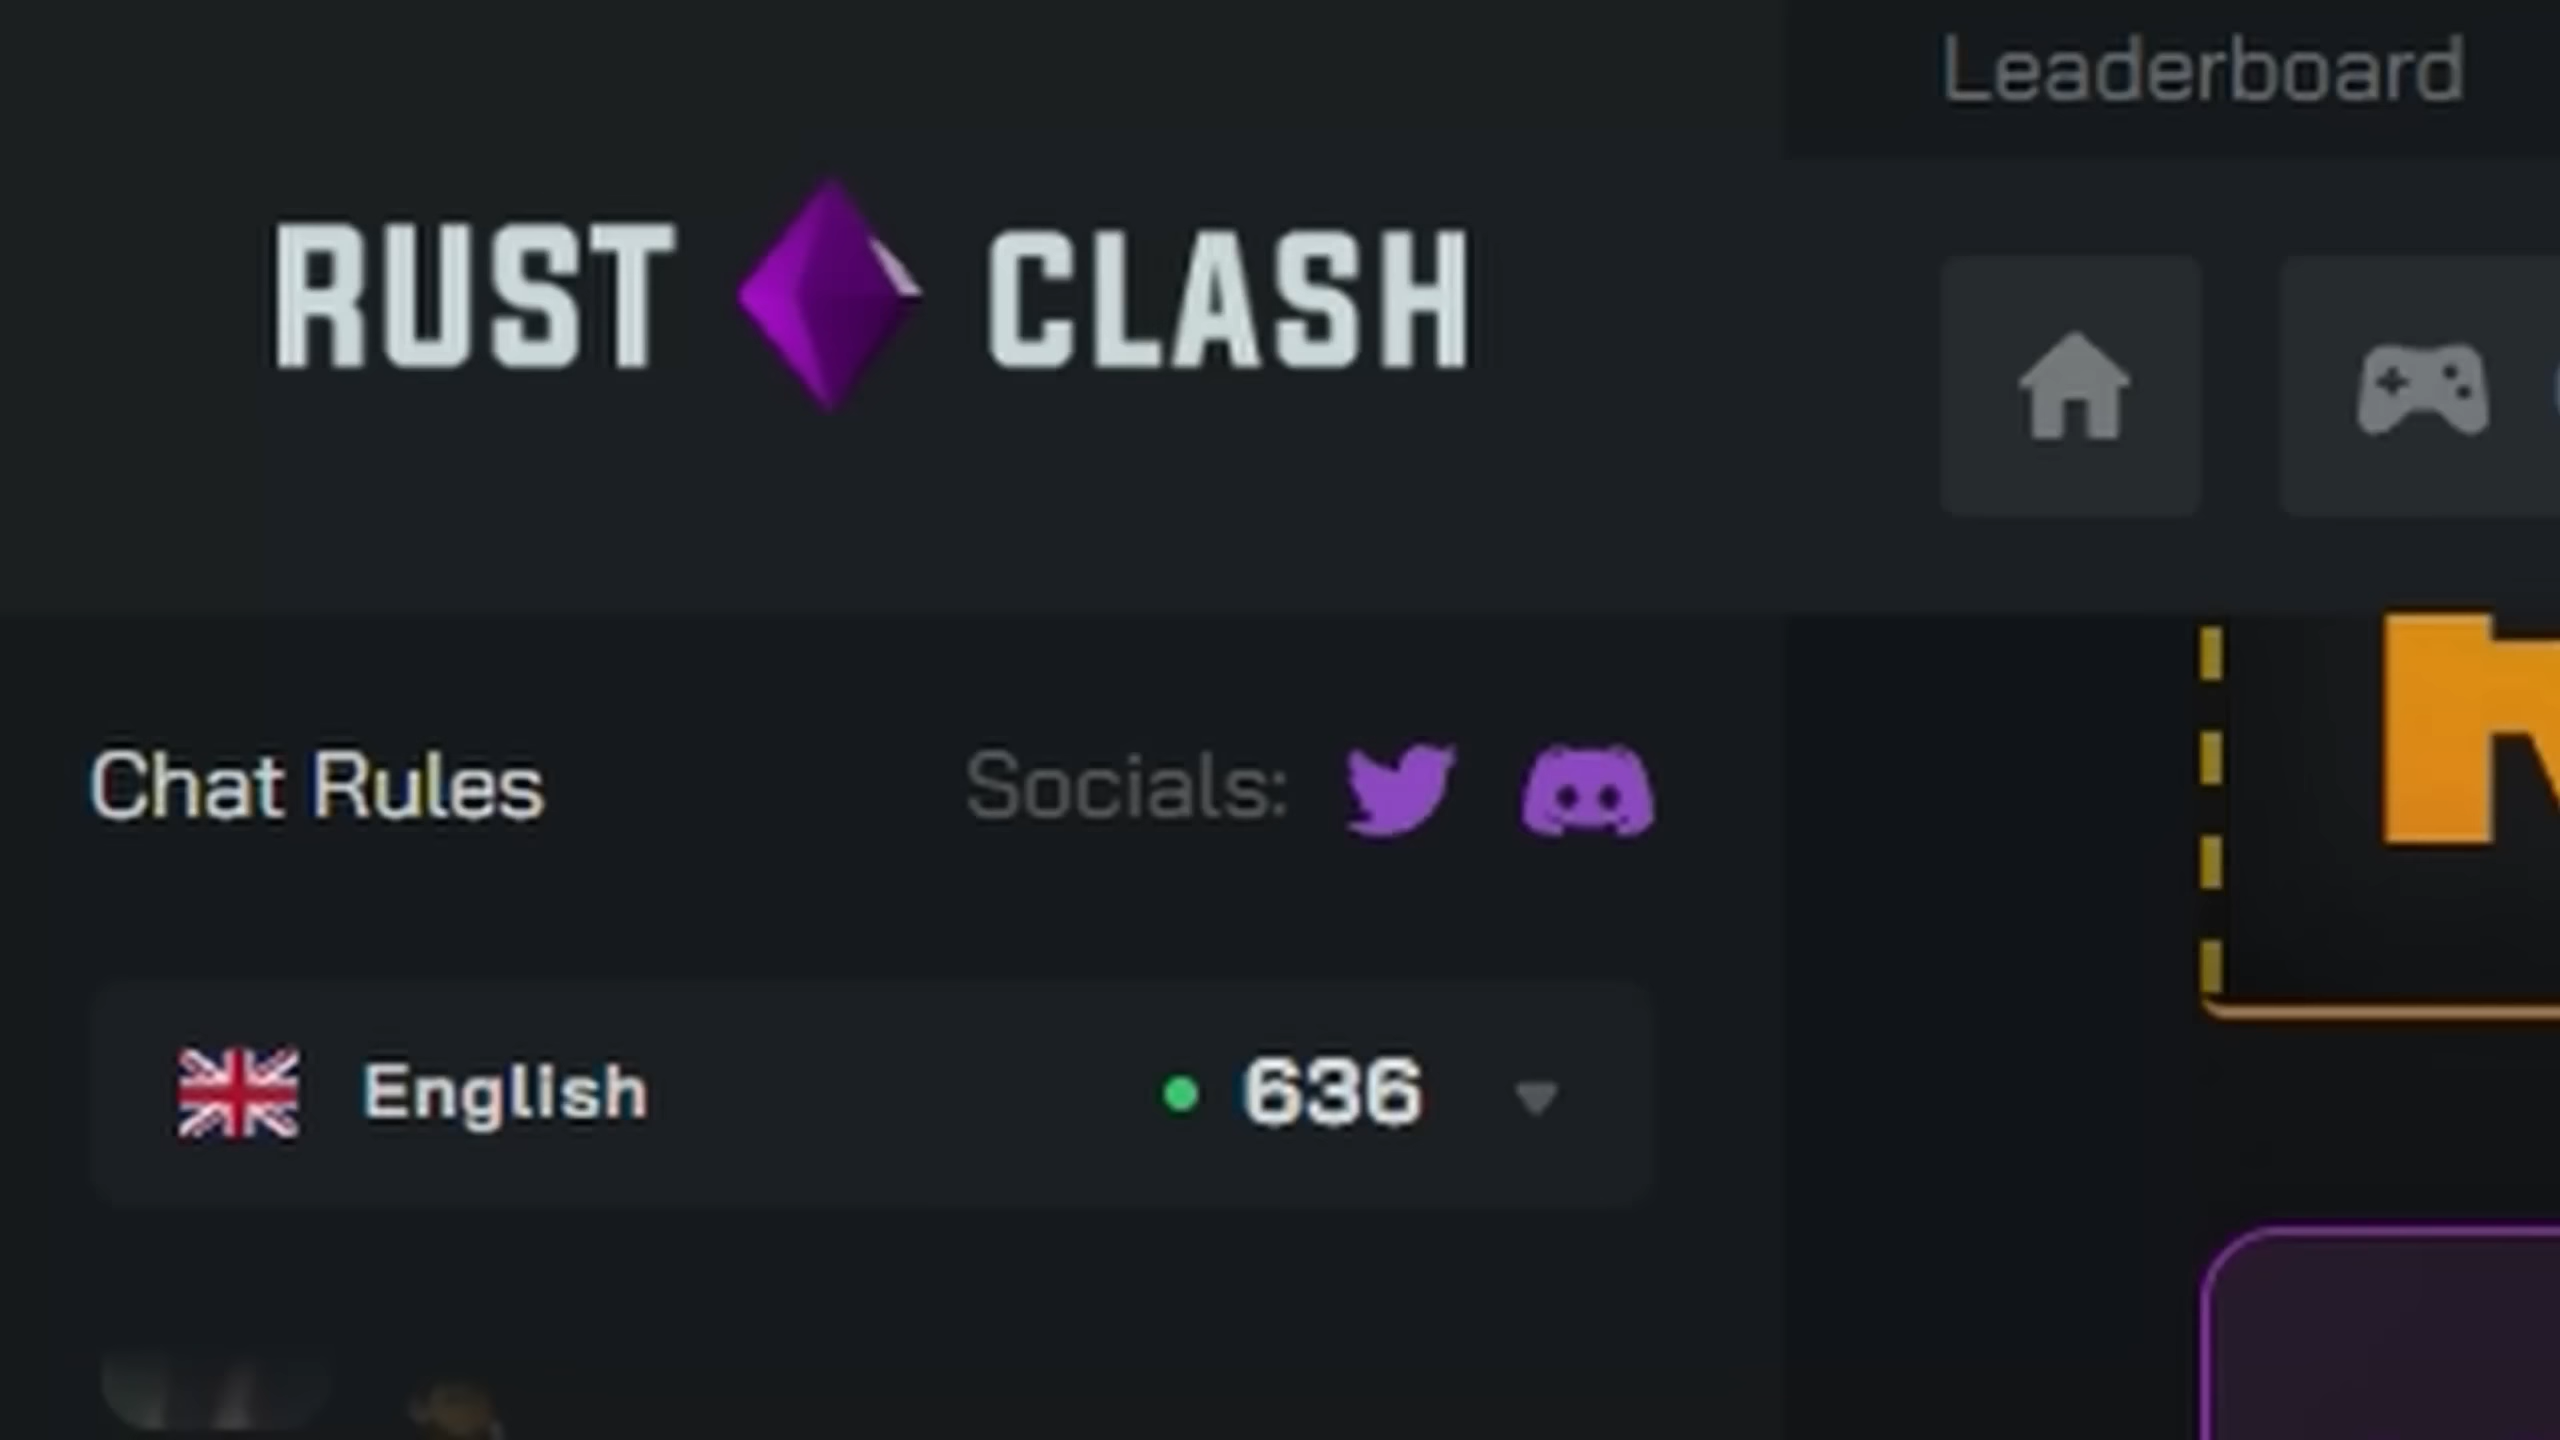 Leaderboard
RUST CLASH
Chat Rules
Socials:
English
636